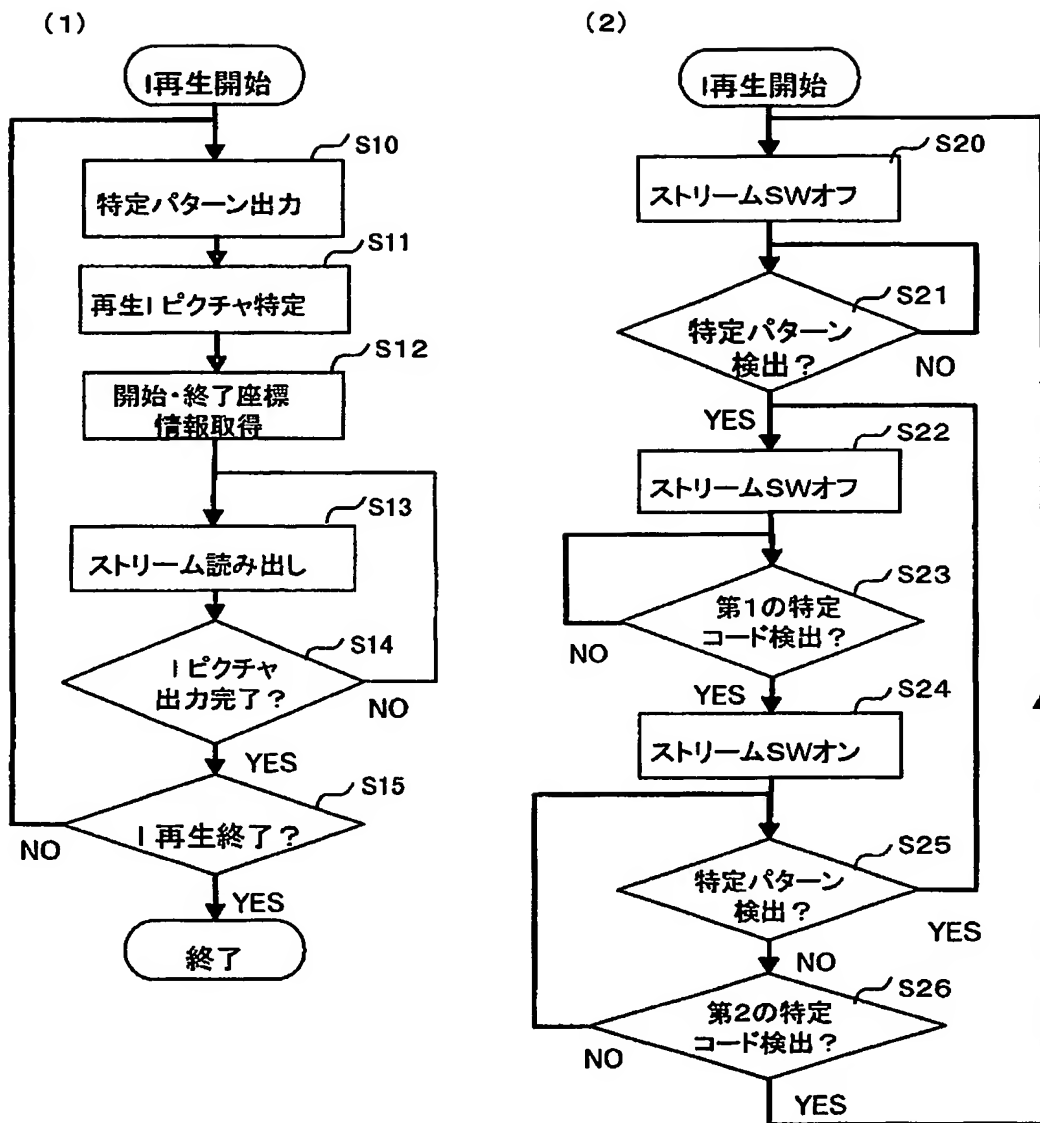 (1)
I再生開始
S10
特定パターン出力
S11
再生Iピクチャ特定
S12
開始・終了座標
情報取得
S13
ストリーム読み出し
S14
Iピクチャ
出力完了？
NO
YES
S15
I再生終了？
NO
YES
終了
(2)
I再生開始
S20
ストリームSWオフ
S21
特定パターン
検出？
NO
YES
S22
ストリームSWオフ
S23
第1の特定
コード検出？
NO
YES
S24
ストリームSWオン
S25
特定パターン
検出？
YES
NO
S26
第2の特定
コード検出？
NO
YES